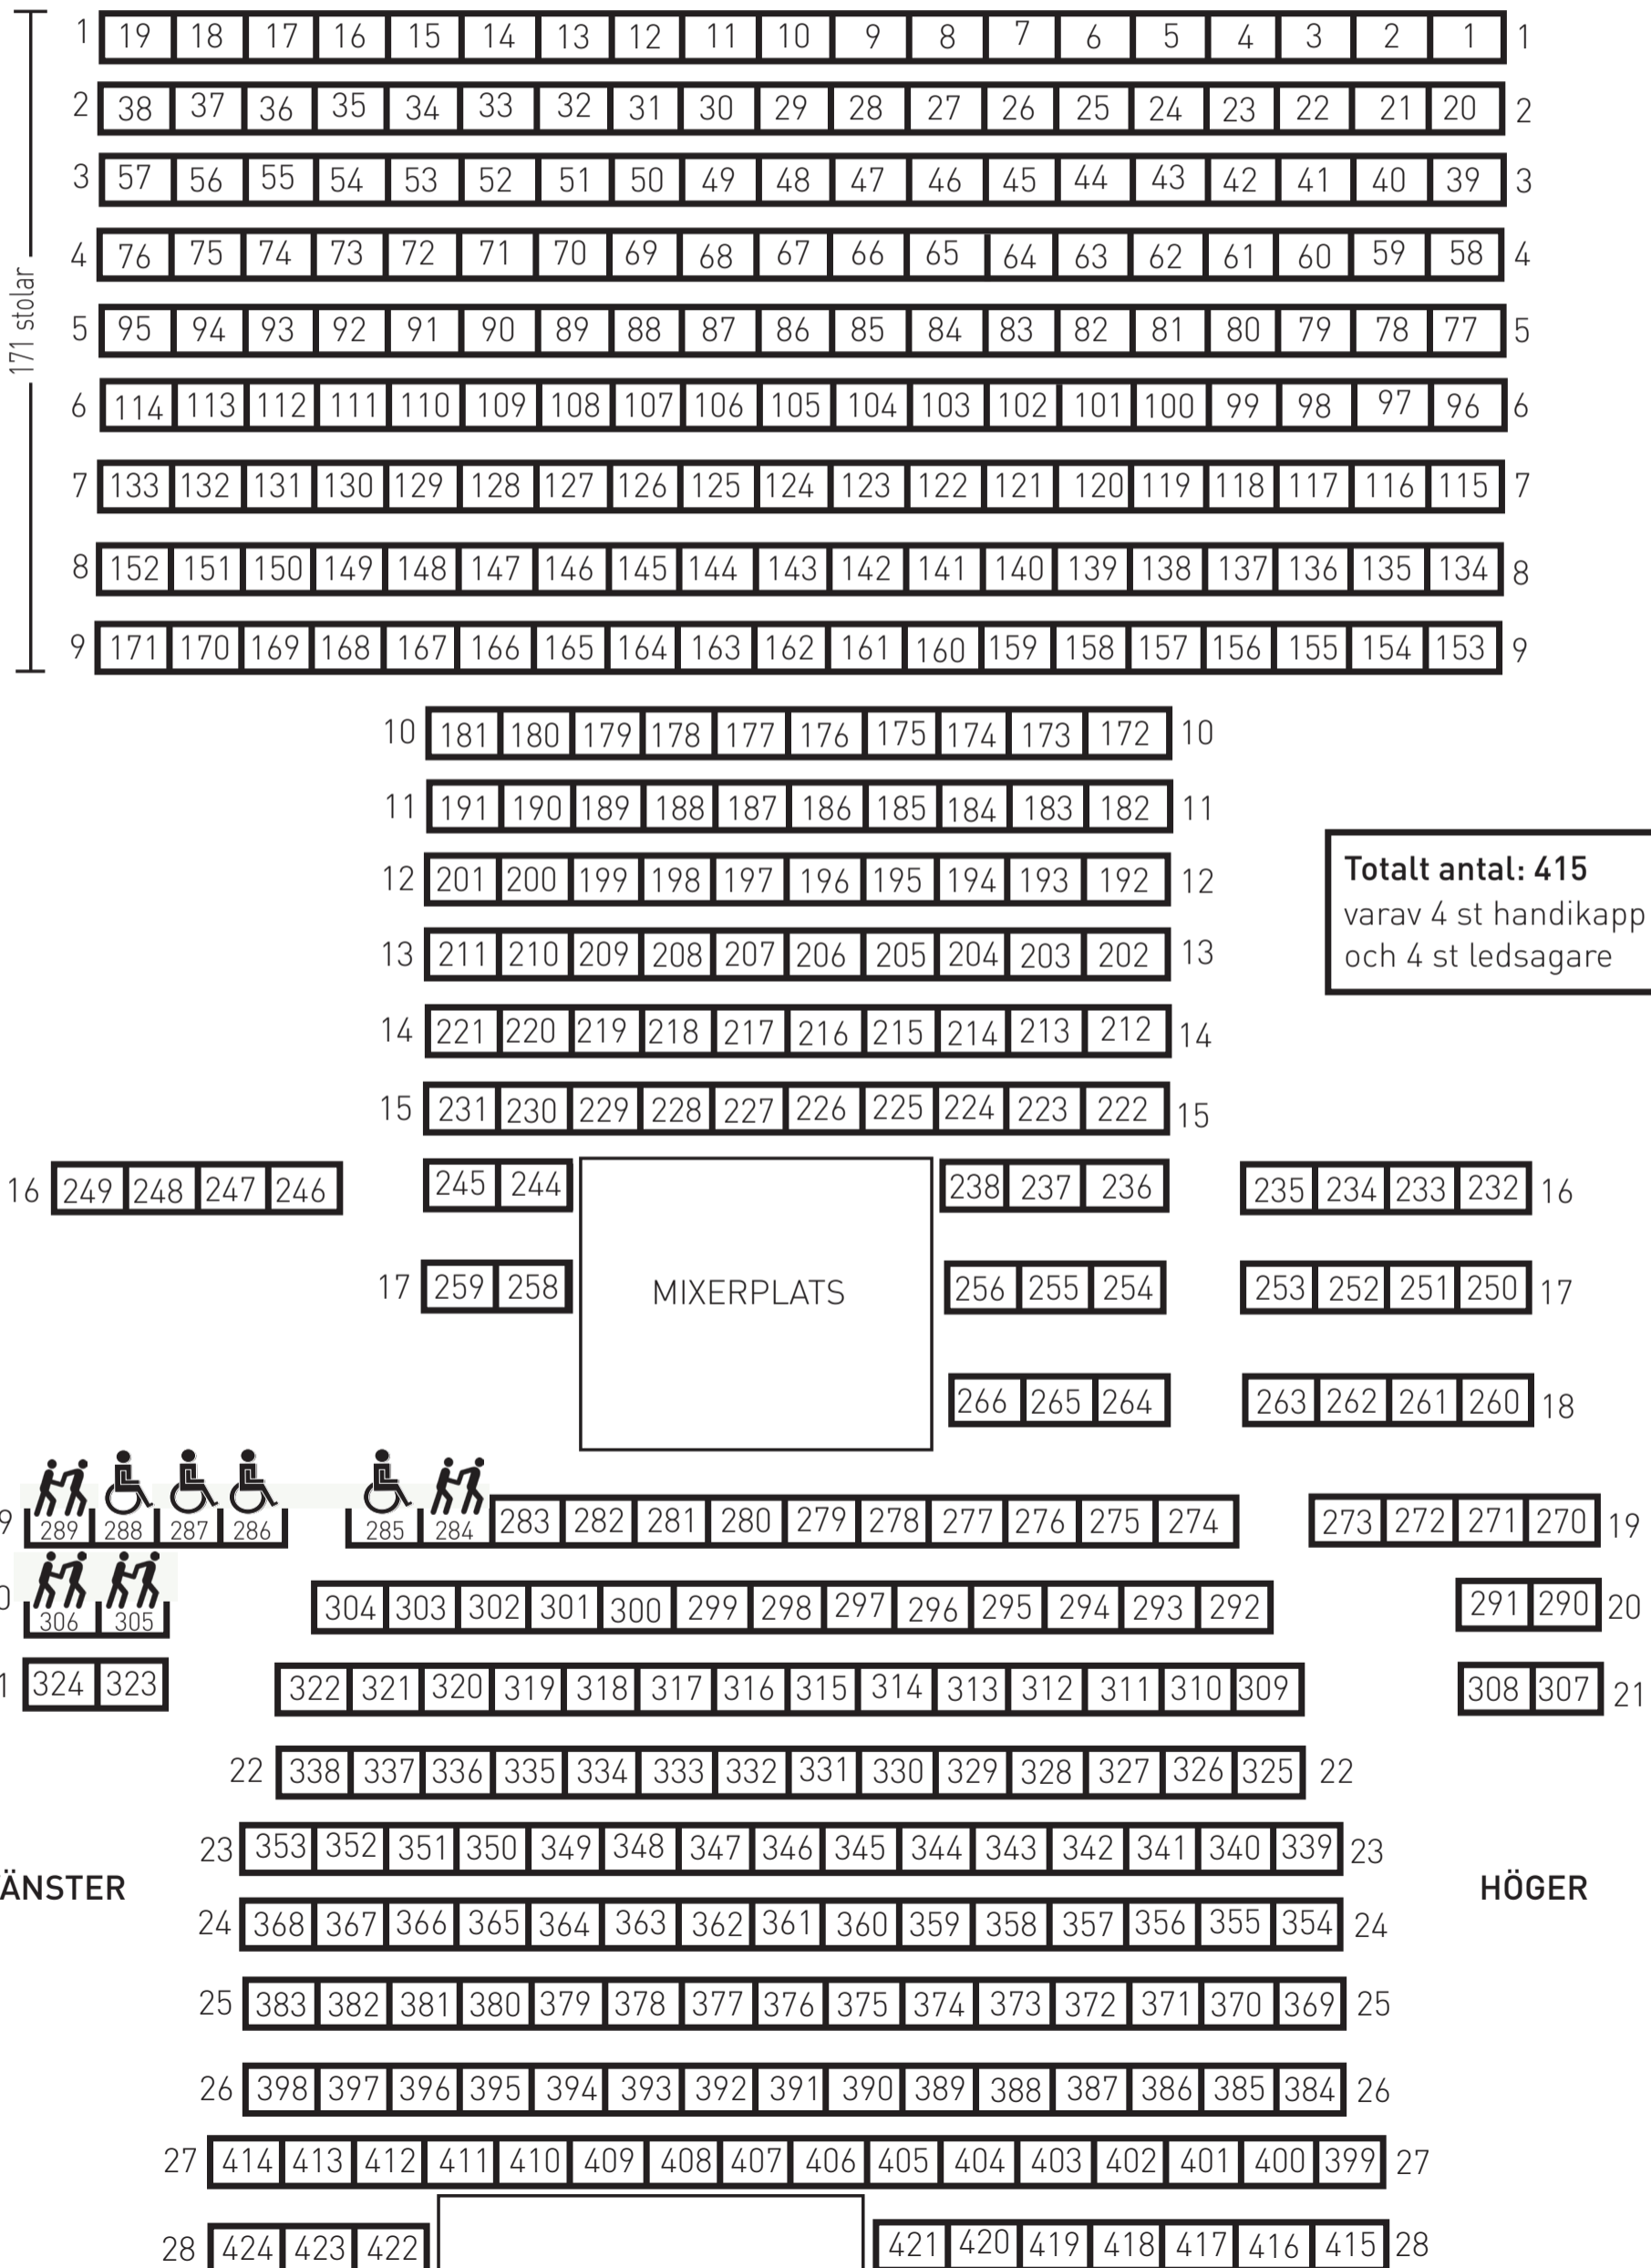 1 19 18 17 16 15 14 13 12 11 10 9 8 7 6 5 4 3 2 1 1
2 38 37 36 35 34 33 32 31 30 29 28 27 26 25 24 23 22 21 20 2
3 57 56 55 54 53 52 51 50 49 48 47 46 45 44 43 42 41 40 39 3
4 76 75 74 73 72 71 70 69 68 67 66 65 64 63 62 61 60 59 58 4
171 stolar
5 95 94 93 92 91 90 89 88 87 86 85 84 83 82 81 80 79 78 77 5
6 114 113 112 111 110 109 108 107 106 105 104 103 102 101 100 99 98 97 96 6
7 133 132 131 130 129 128 127 126 125 124 123 122 121 120 119 118 117 116 115 7
8 152 151 150 149 148 147 146 145 144 143 142 141 140 139 138 137 136 135 134 8
9 171 170 169 168 167 166 165 164 163 162 161 160 159 158 157 156 155 154 153 9
10 181 180 179 178 177 176 175 174 173 172 10
11 191 190 189 188 187 186 185 184 183 182 11
12 201 200 199 198 197 196 195 194 193 192 12
Totalt antal: 415
varav 4 st handikapp
och 4 st ledsagare
13 211 210 209 208 207 206 205 204 203 202 13
14 221 220 219 218 217 216 215 214 213 212 14
15 231 230 229 228 227 226 225 224 223 222 15
16 249 248 247 246 245 244 238 237 236 235 234 233 232 16
17 259 258 MIXERPLATS 256 255 254 253 252 251 250 17
266 265 264 263 262 261 260 18
9 289 288 287 286 285 284 283 282 281 280 279 278 277 276 275 274 273 272 271 270 19
0 306 305 304 303 302 301 300 299 298 297 296 295 294 293 292 291 290 20
1 324 323 322 321 320 319 318 317 316 315 314 313 312 311 310 309 308 307 21
22 338 337 336 335 334 333 332 331 330 329 328 327 326 325 22
23 353 352 351 350 349 348 347 346 345 344 343 342 341 340 339 23
ÄNSTER HÖGER
24 368 367 366 365 364 363 362 361 360 359 358 357 356 355 354 24
25 383 382 381 380 379 378 377 376 375 374 373 372 371 370 369 25
26 398 397 396 395 394 393 392 391 390 389 388 387 386 385 384 26
27 414 413 412 411 410 409 408 407 406 405 404 403 402 401 400 399 27
28 424 423 422 421 420 419 418 417 416 415 28